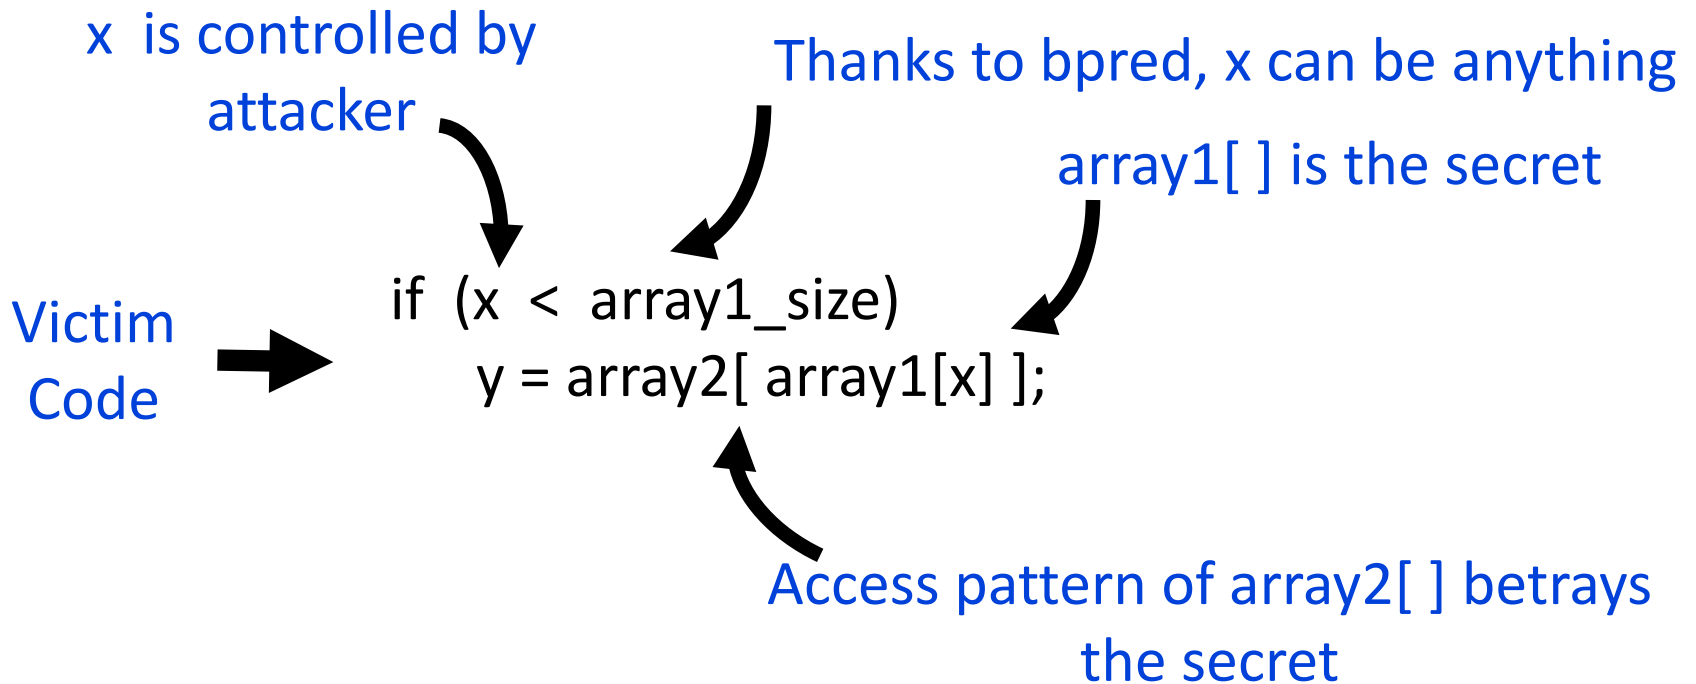 x is controlled by
attacker
Thanks to bpred, x can be anything
array1[ ] is the secret
Victim
Code
if (x < array1_size)
y = array2[ array1[x] ];
Access pattern of array2[ ] betrays
the secret